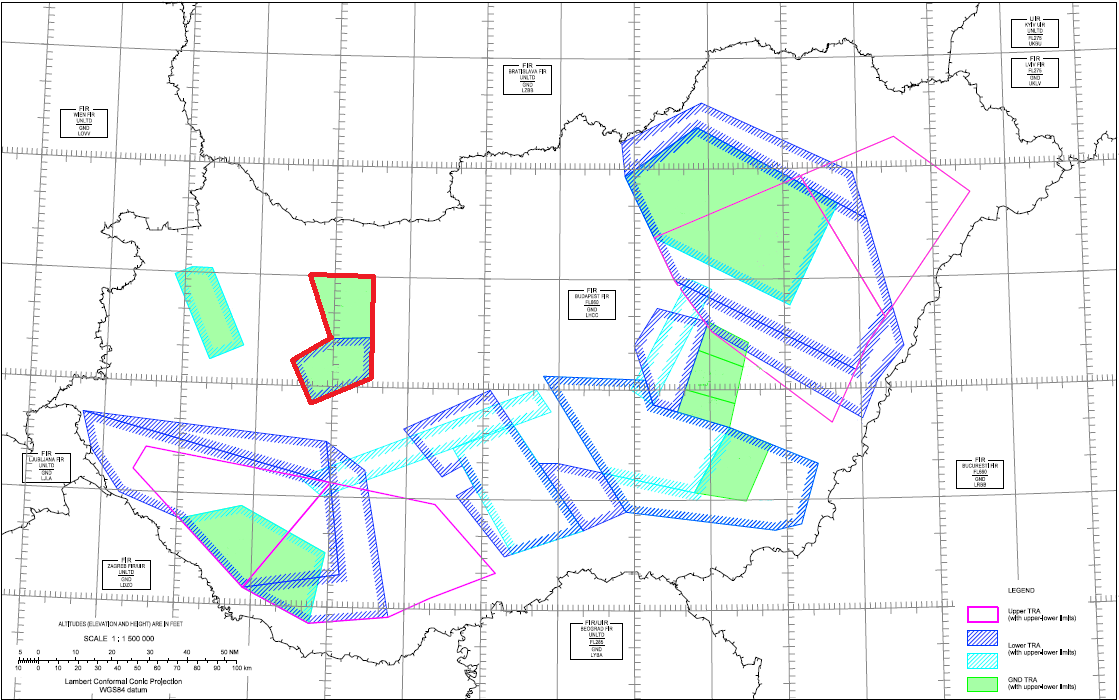 UIR
KYIV UIR
UNLTD
FL275
UKBU
FIR
LVIV FIR
FL275
GND
UKLV
FIR
BRATISLAVA FIR
UNLTD
GND
LZBB
FIR
WIEN FIR
UNLTD
GND
LOVV
FIR
BUDAPEST FIR
FL660
GND
LHCC
FIR
LJUBLJANA FIR
UNLTD
GND
LJLA
FIR
BUCURESTI FIR
FL660
GND
LRBB
FIR
ZAGREB FIR/UIR
UNLTD
GND
LDZO
FIR/UIR
BEOGRAD FIR
UNLTD
FL285
GND
LYBA
ALTITUDES (ELEVATION AND HEIGHT) ARE IN FEET
SCALE 1 : 1 500 000
5 0 10 20 30 40 50 NM
10 0 10 20 30 40 50 60 70 80 90 100 km
Lambert Conformal Conic Projection
WGS84 datum
LEGEND
Upper TRA
(with upper-lower limits)
Lower TRA
(with upper-lower limits)
GND TRA
(with upper-lower limits)